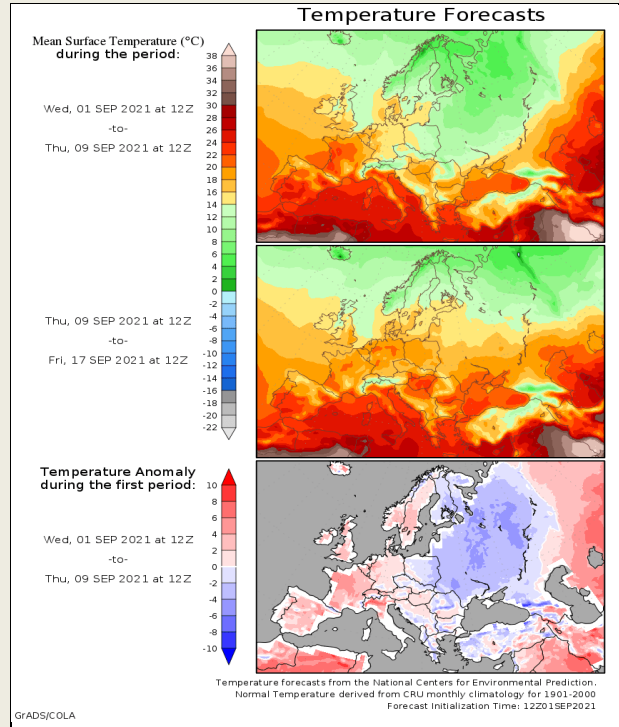 Temperature Forecasts
Mean Surface Temperature (°C)
during the period:
Wed, 01 SEP 2021 at 12Z
-to-
Thu, 09 SEP 2021 at 12Z
38
36
34
32
30
28
26
24
22
20
18
16
14
12
10
8
6
4
2
0
-2
-4
-6
-8
-10
-12
-14
-16
-18
-20
-22
Thu, 09 SEP 2021 at 12Z
-to-
Fri, 17 SEP 2021 at 12Z
Temperature Anomaly
during the first period:
Wed, 01 SEP 2021 at 12Z
-to-
Thu, 09 SEP 2021 at 12Z
10
8
6
4
2
0
-2
-4
-6
-8
-10
Temperature forecasts from the National Centers for Environmental Prediction.
Normal Temperature derived from CRU monthly climatology for 1901-2000
Forecast Initialization Time: 12Z01SEP2021
GrADS/COLA